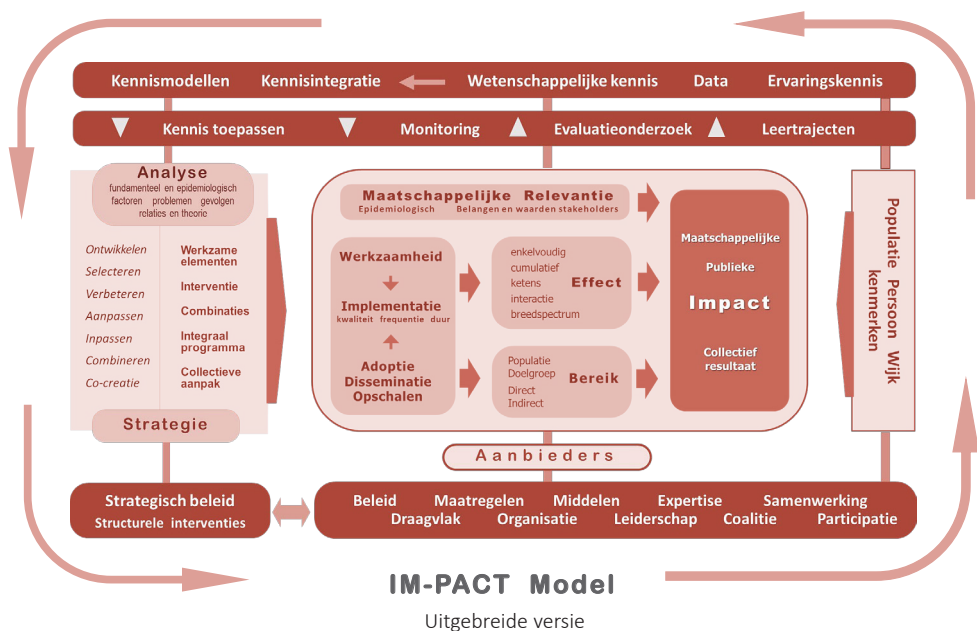 Kennismodellen Kennisintegratie Wetenschappelijke kennis Data Ervaringskennis
Kennis toepassen Monitoring Evaluatieonderzoek Leertrajecten
Analyse
fundamenteel en epidemiologisch
factoren problemen gevolgen
relaties en theorie
Ontwikkelen
Selecteren
Verbeteren
Aanpassen
Inpassen
Combineren
Co-creatie
Werkzame
elementen
Interventie
Combinaties
Integraal
programma
Collectieve
aanpak
Strategie
Maatschappelijke Relevantie
Epidemiologisch Belangen en waarden stakeholders
Werkzaamheid
Implementatie
kwaliteit frequentie duur
Adoptie
Disseminatie
Opschalen
enkelvoudig
cumulatief
ketens
interactie
breedspectrum
Effect
Populatie
Doelgroep
Direct
Indirect
Bereik
Maatschappelijke
Publieke
Impact
Collectief
resultaat
Populatie Persoon Wijk
kenmerken
Aanbieders
Strategisch beleid
Structurele interventies
Beleid Maatregelen Middelen Expertise Samenwerking
Draagvlak Organisatie Leiderschap Coalitie Participatie
IM-PACT Model
Uitgebreide versie